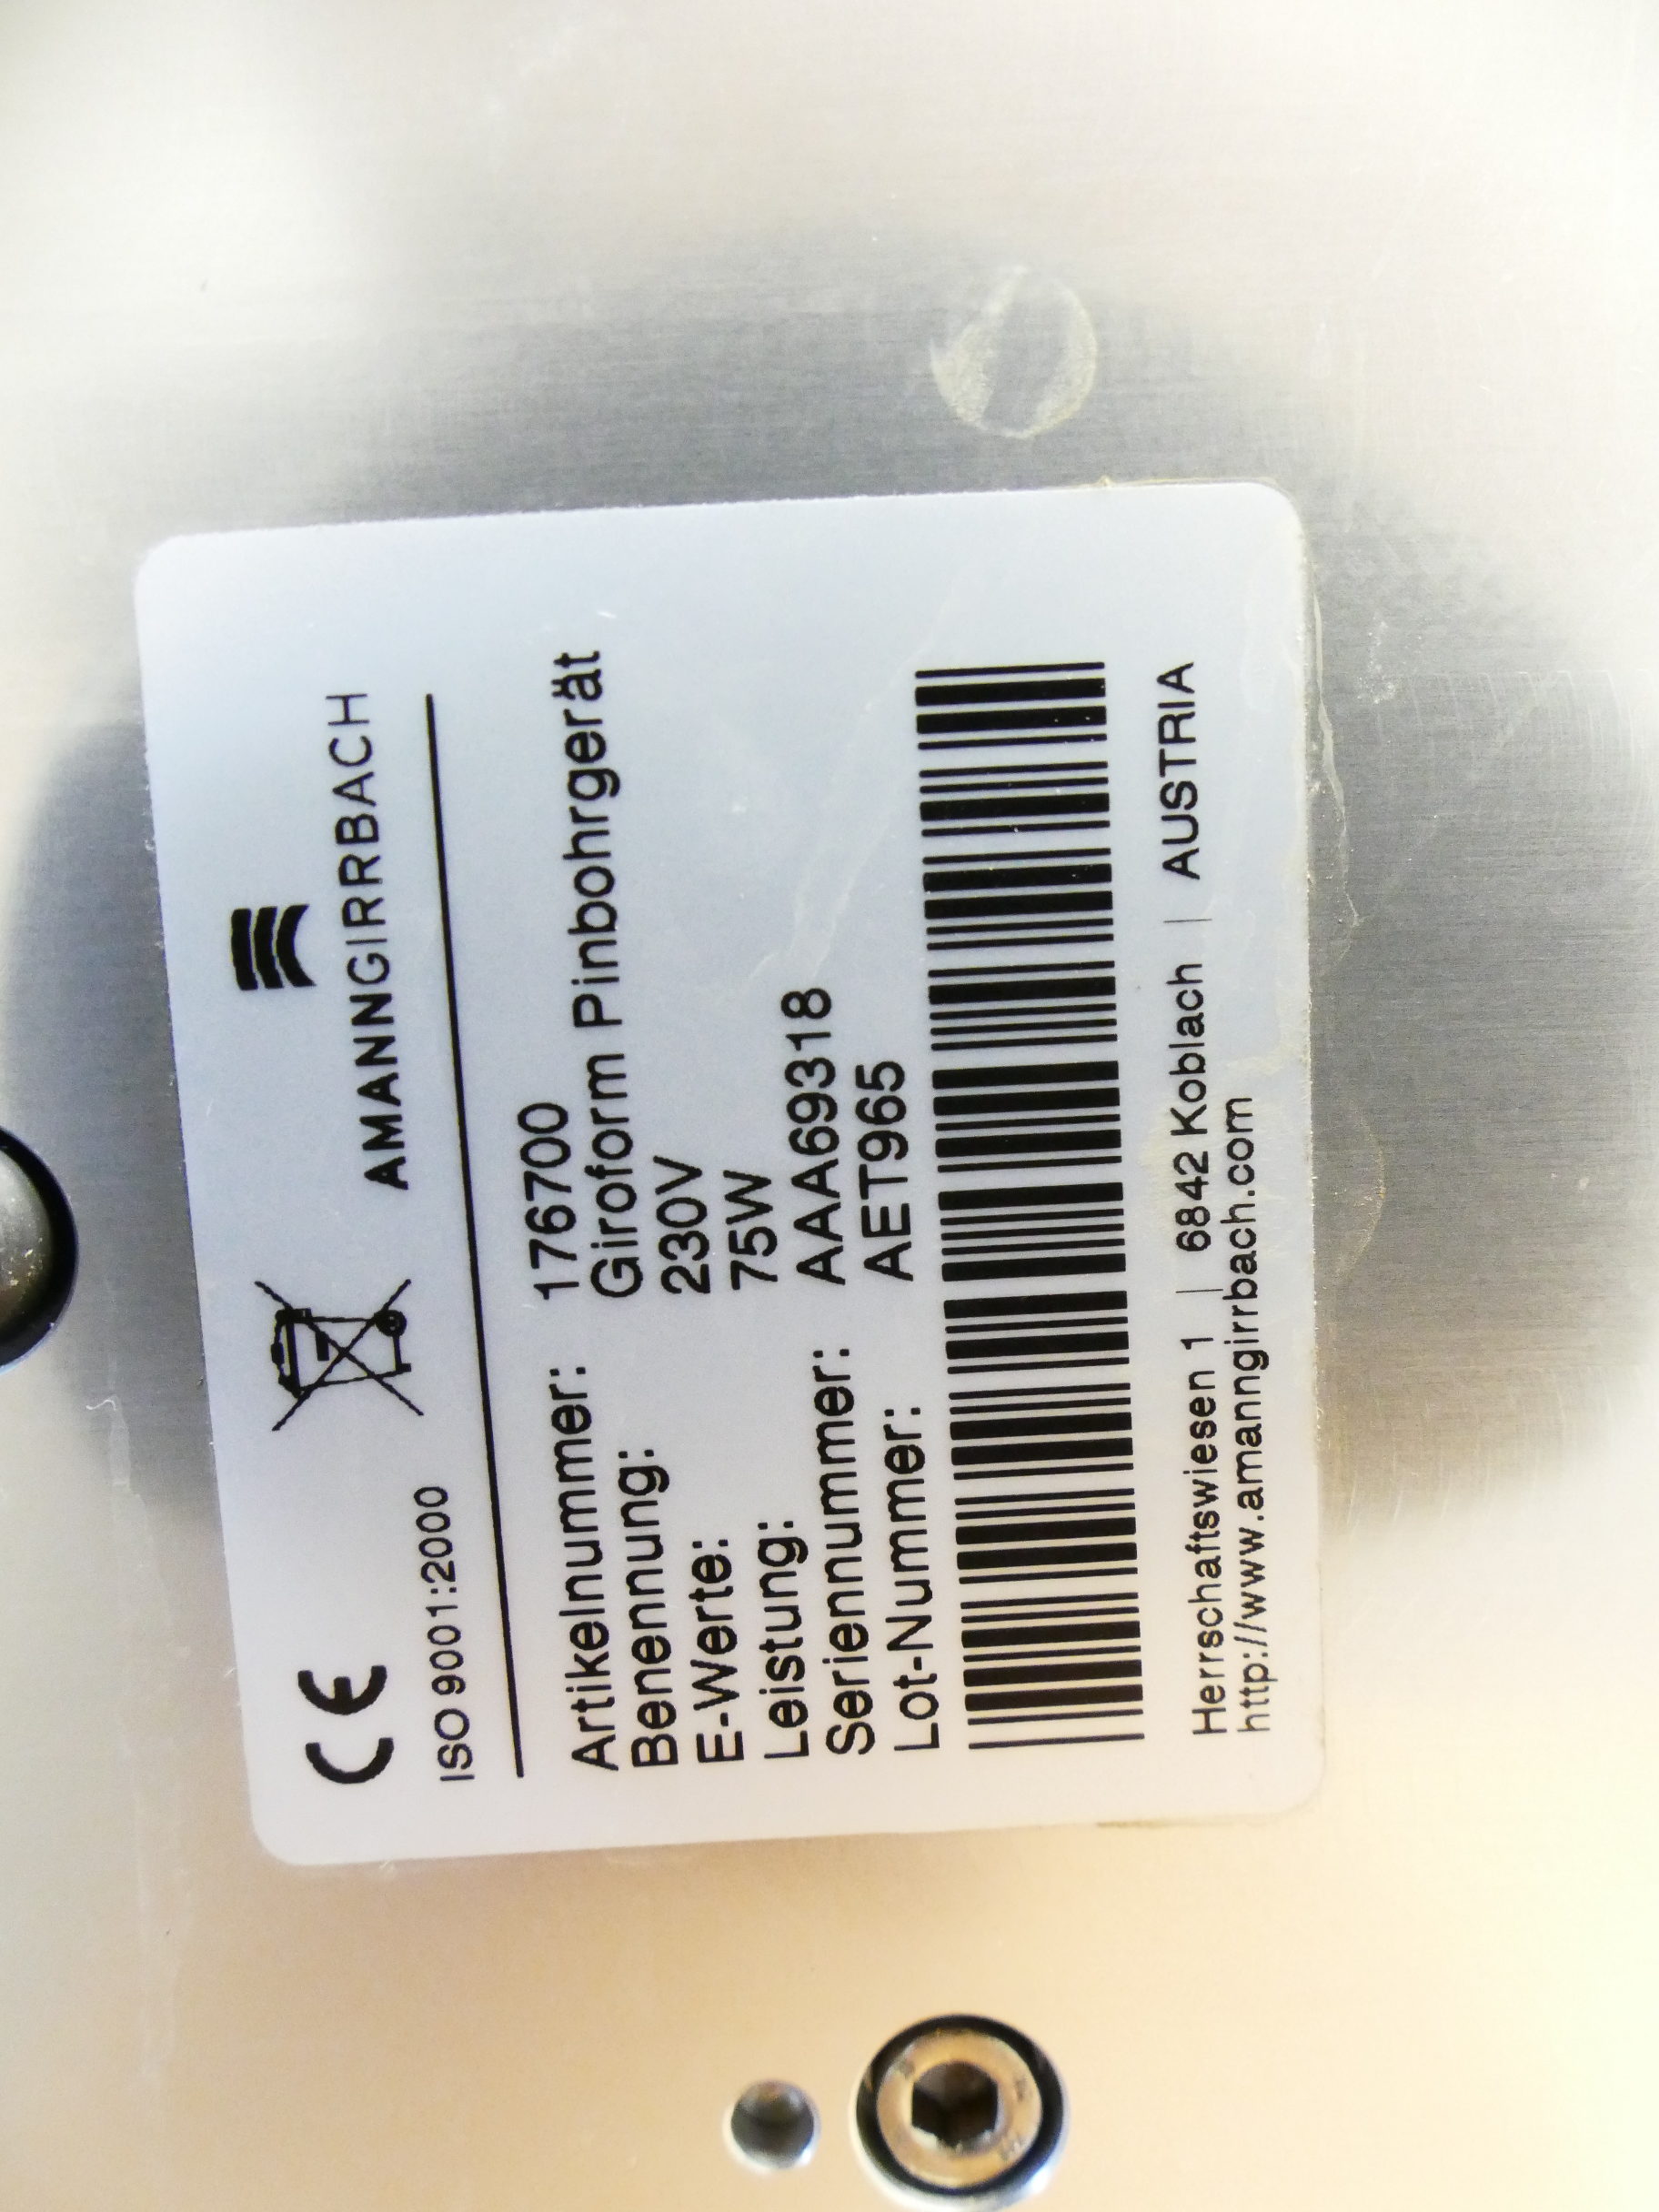 CE
ISO 9001:2000
AMANNGIRRBACH
Artikelnummer: 176700
Benennung: Giroform Pinbohrgerät
E-Werte: 230V
Leistung: 75W
Seriennummer: AAA69318
Lot-Nummer: AET965
Herrschaftswiesen 1 | 6842 Koblach | AUSTRIA
http://www.amanngirrbach.com